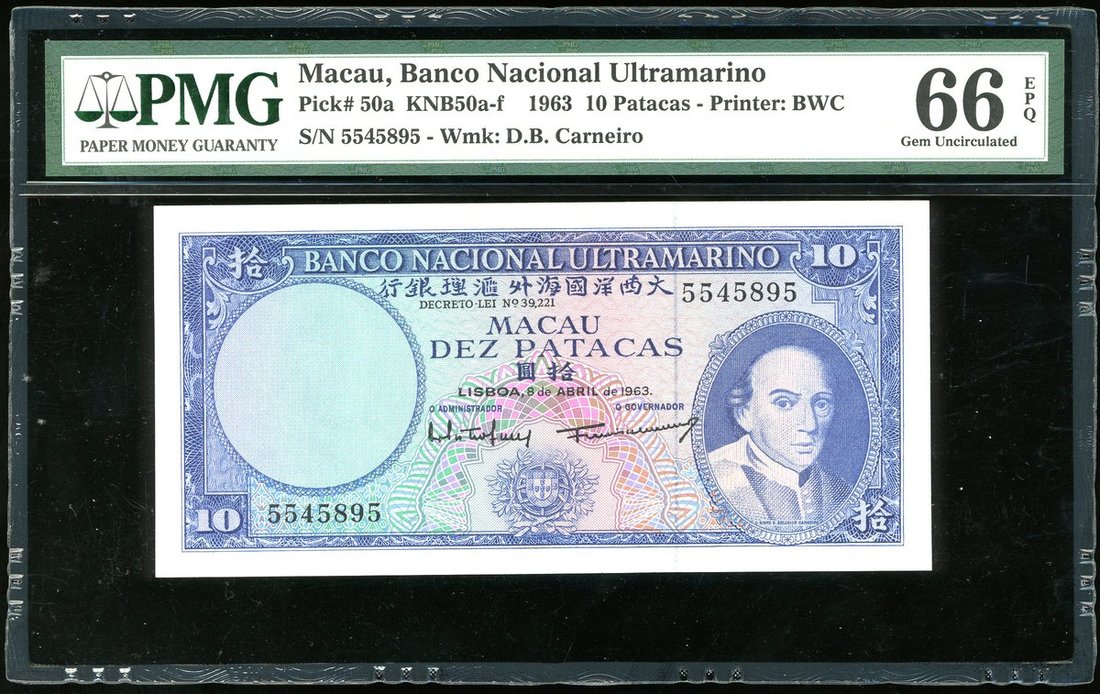 PMG
PAPER MONEY GUARANTY
Macau, Banco Nacional Ultramarino
Pick# 50a KNB50a-f 1963 10 Patacas - Printer: BWC
S/N 5545895 - Wmk: D.B. Carneiro
66 EPQ
Gem Uncirculated
拾 BANCO NACIONAL ULTRAMARINO 10
行銀理滙外海國洋西大 5545895
DECRETO-LEI Nº 39,221
MACAU
DEZ PATACAS
圓拾
LISBOA, 8 de ABRIL de 1963.
O ADMINISTRADOR O GOVERNADOR
10 5545895 拾